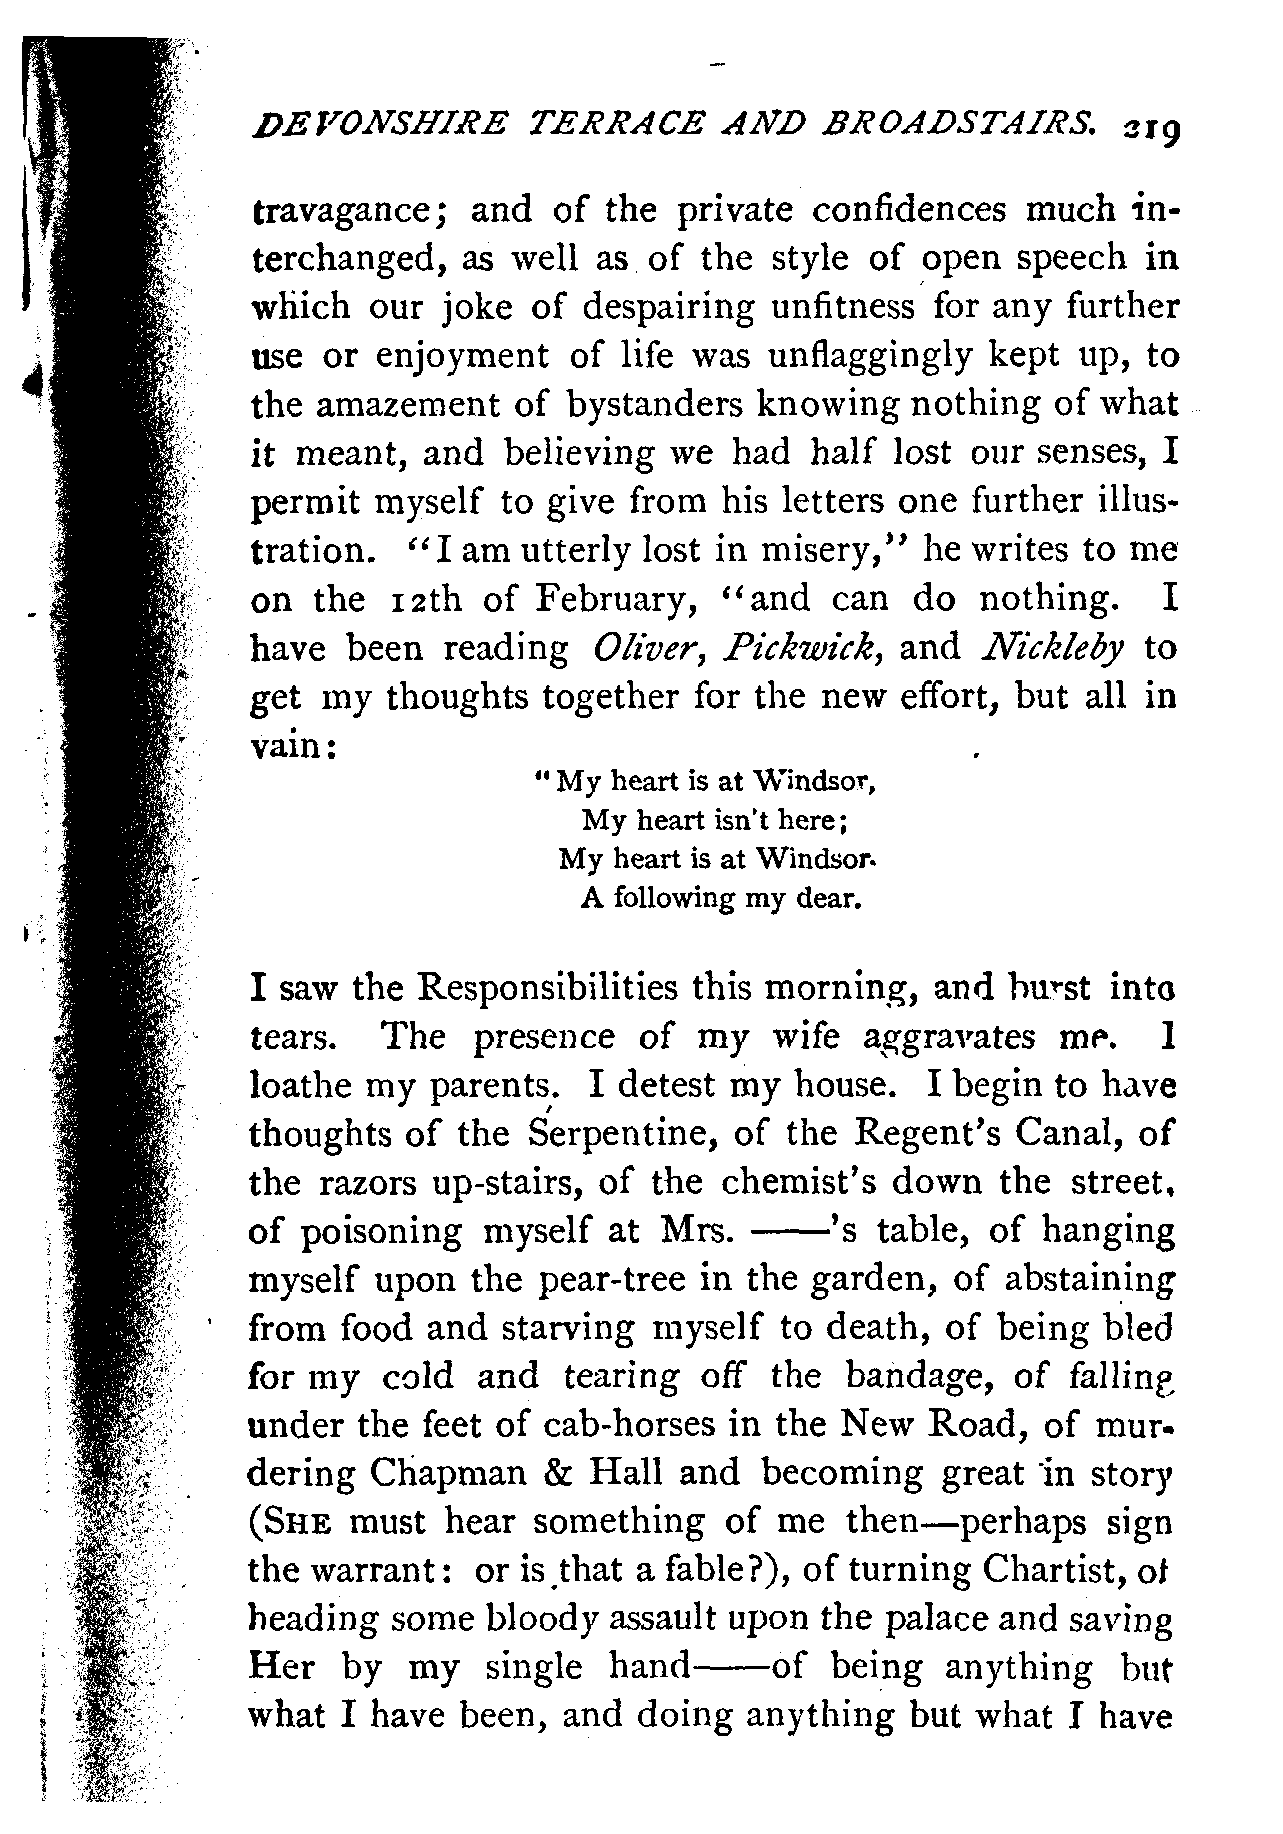 DEVONSHIRE TERRACE AND BROADSTAIRS. 219
travagance; and of the private confidences much in-
terchanged, as well as of the style of open speech in
which our joke of despairing unfitness for any further
use or enjoyment of life was unflaggingly kept up, to
the amazement of bystanders knowing nothing of what
it meant, and believing we had half lost our senses, I
permit myself to give from his letters one further illus-
tration. "I am utterly lost in misery," he writes to me
on the 12th of February, "and can do nothing. I
have been reading Oliver, Pickwick, and Nickleby to
get my thoughts together for the new effort, but all in
vain:
"My heart is at Windsor,
My heart isn't here;
My heart is at Windsor.
A following my dear.
I saw the Responsibilities this morning, and burst into
tears. The presence of my wife aggravates me. I
loathe my parents. I detest my house. I begin to have
thoughts of the Serpentine, of the Regent's Canal, of
the razors up-stairs, of the chemist's down the street,
of poisoning myself at Mrs. ——'s table, of hanging
myself upon the pear-tree in the garden, of abstaining
from food and starving myself to death, of being bled
for my cold and tearing off the bandage, of falling
under the feet of cab-horses in the New Road, of mur-
dering Chapman & Hall and becoming great in story
(SHE must hear something of me then—perhaps sign
the warrant: or is that a fable?), of turning Chartist, of
heading some bloody assault upon the palace and saving
Her by my single hand——of being anything but
what I have been, and doing anything but what I have